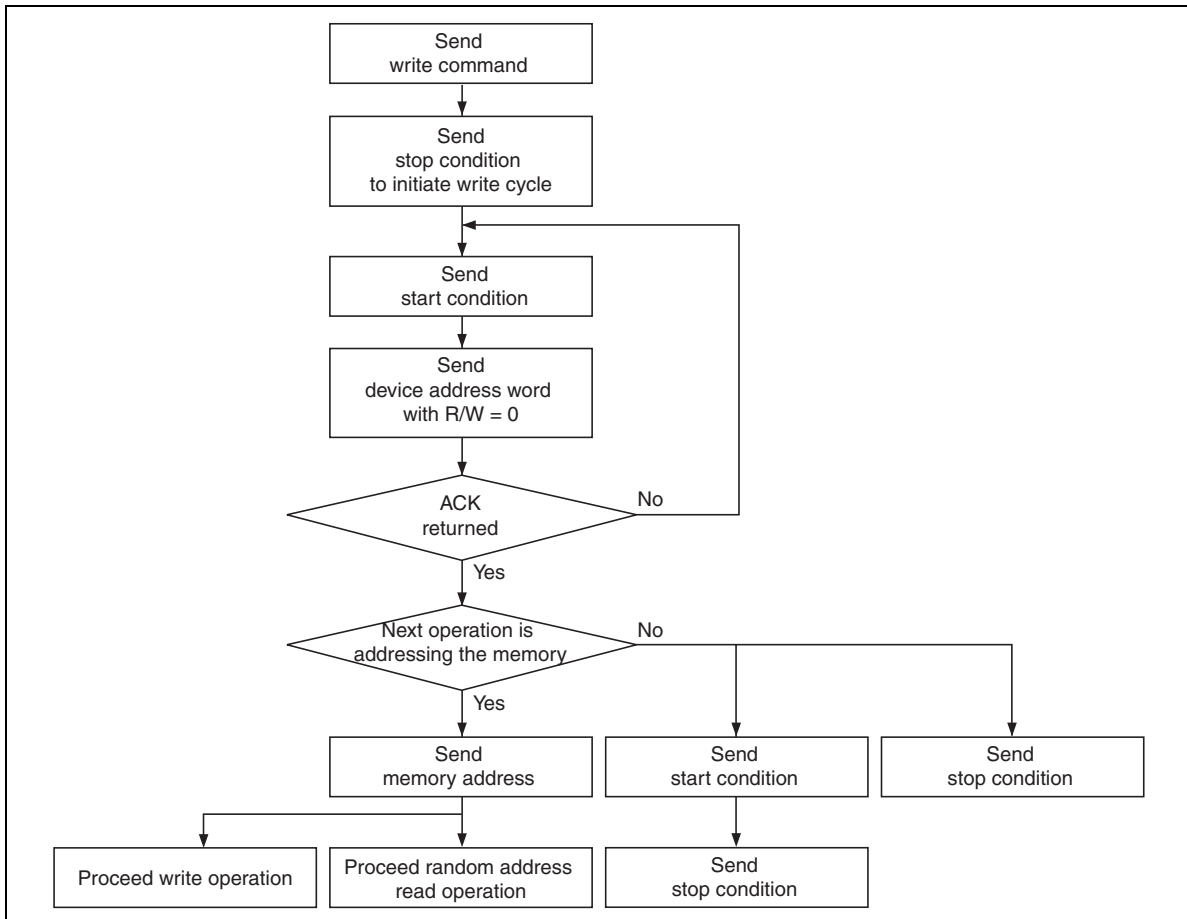 Send
write command
Send
stop condition
to initiate write cycle
Send
start condition
Send
device address word
with R/W = 0
ACK
returned
No
Yes
Next operation is
addressing the memory
No
Yes
Send
memory address
Send
start condition
Send
stop condition
Proceed write operation
Proceed random address
read operation
Send
stop condition